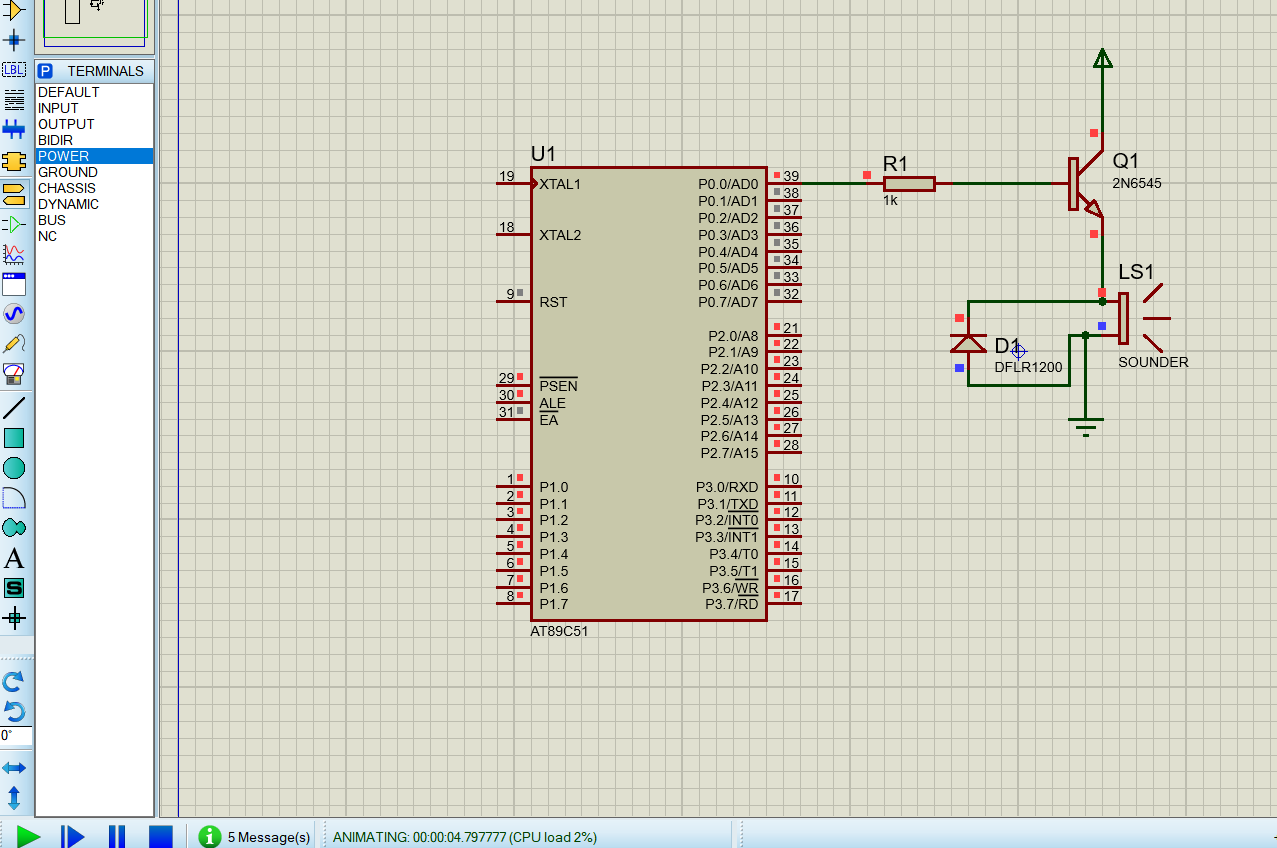 LBL
P TERMINALS
DEFAULT
INPUT
OUTPUT
BIDIR
POWER
GROUND
CHASSIS
DYNAMIC
BUS
NC
A
S
0°
U1
19 XTAL1
18 XTAL2
9 RST
29 PSEN
30 ALE
31 EA
1 P1.0
2 P1.1
3 P1.2
4 P1.3
5 P1.4
6 P1.5
7 P1.6
8 P1.7
P0.0/AD0 39
P0.1/AD1 38
P0.2/AD2 37
P0.3/AD3 36
P0.4/AD4 35
P0.5/AD5 34
P0.6/AD6 33
P0.7/AD7 32
P2.0/A8 21
P2.1/A9 22
P2.2/A10 23
P2.3/A11 24
P2.4/A12 25
P2.5/A13 26
P2.6/A14 27
P2.7/A15 28
P3.0/RXD 10
P3.1/TXD 11
P3.2/INT0 12
P3.3/INT1 13
P3.4/T0 14
P3.5/T1 15
P3.6/WR 16
P3.7/RD 17
AT89C51
R1
1k
Q1
2N6545
LS1
SOUNDER
D1
DFLR1200
5 Message(s)
ANIMATING: 00:00:04.797777 (CPU load 2%)